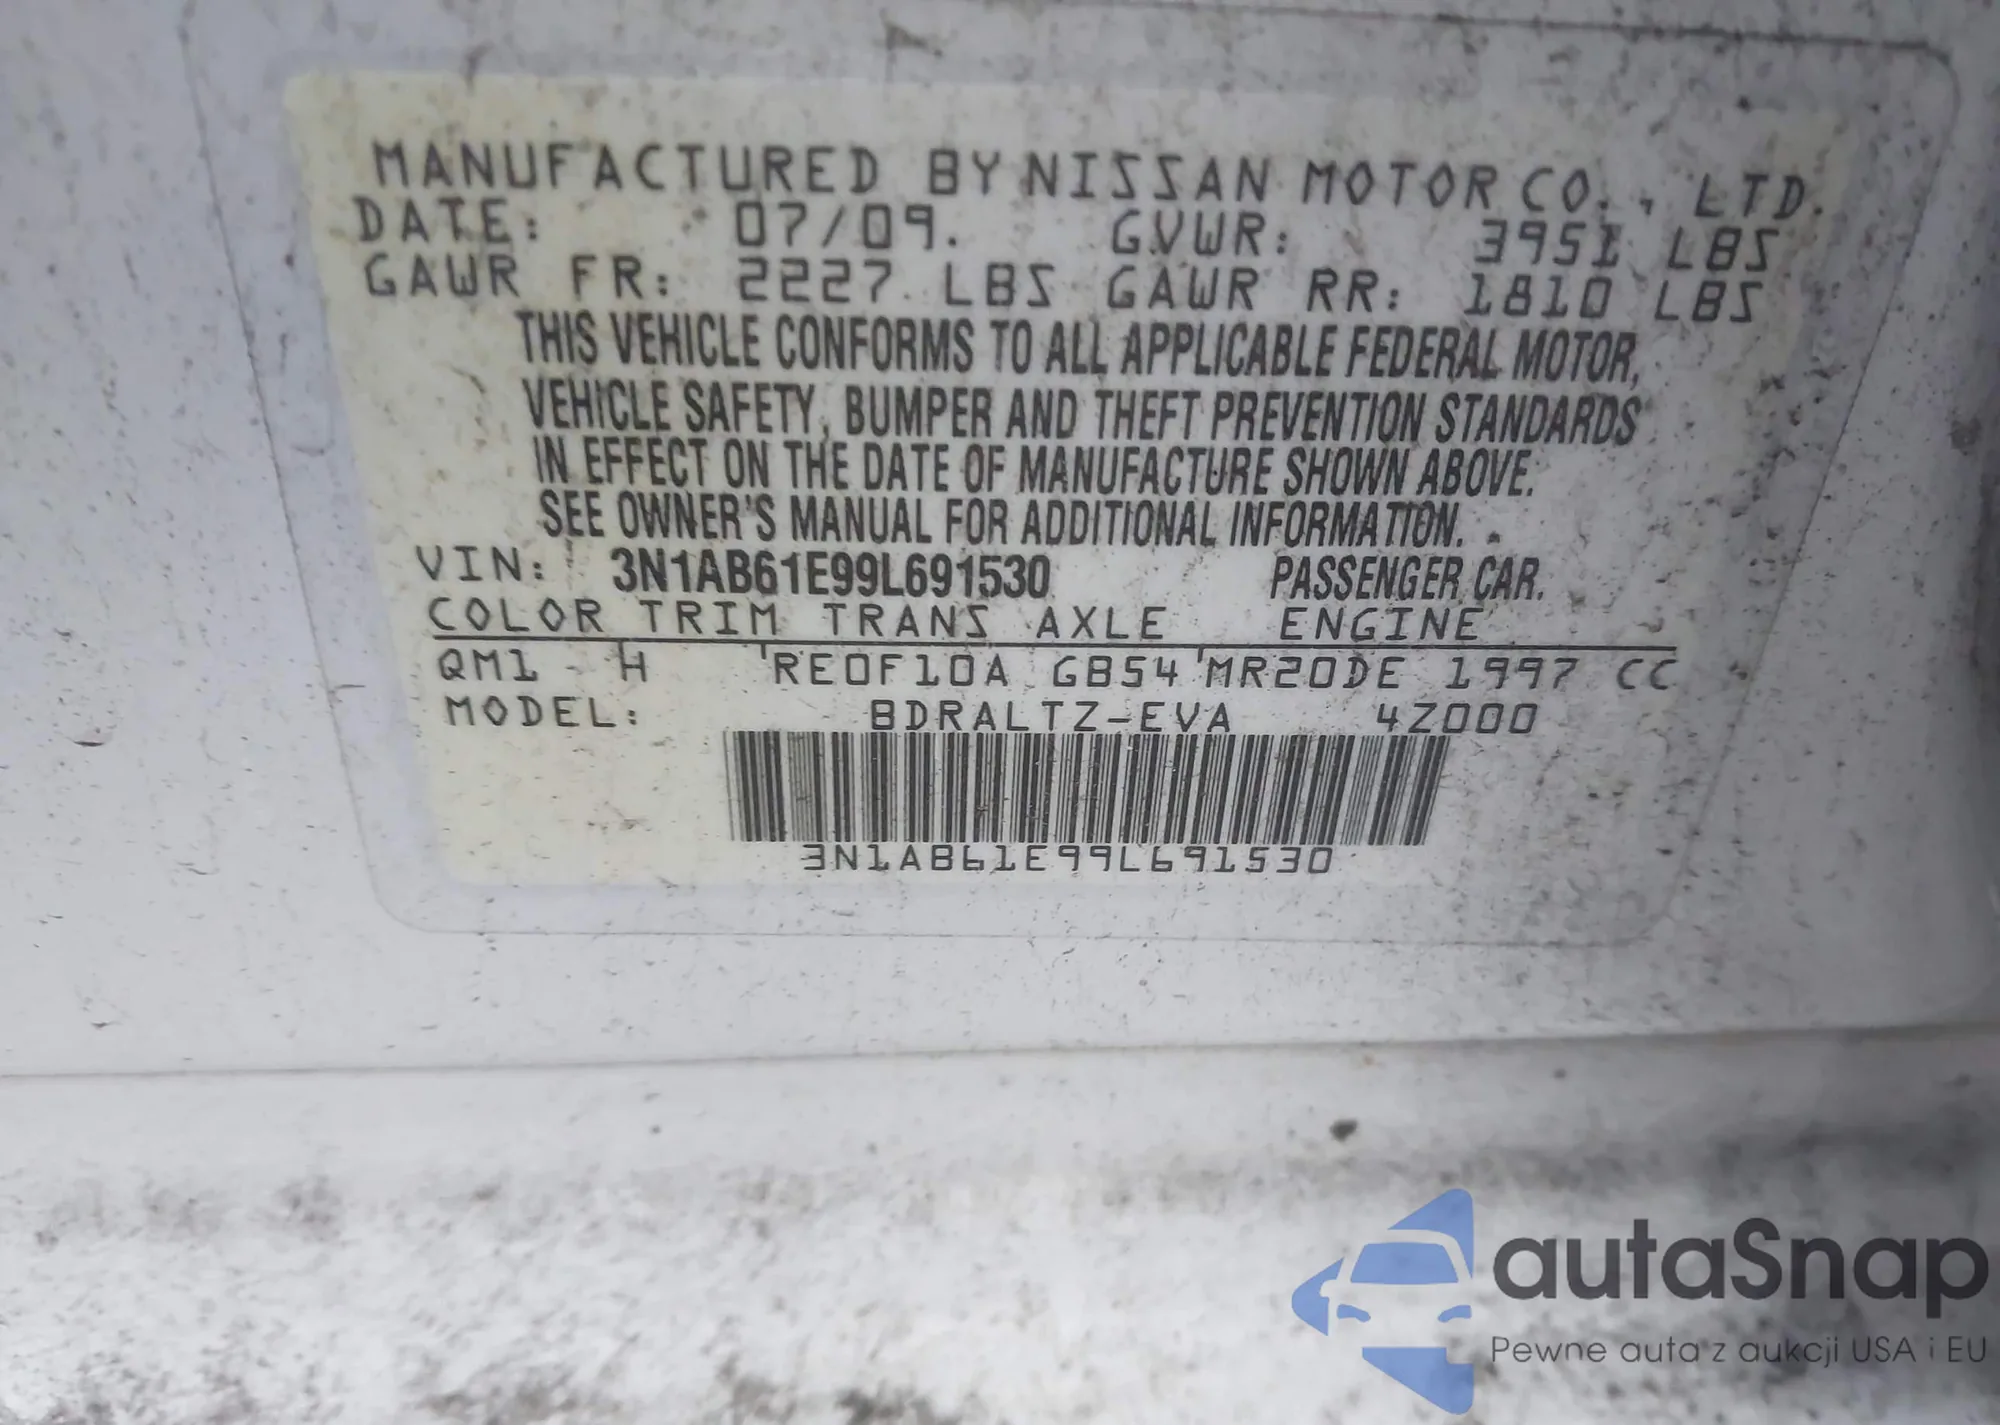 MANUFACTURED BY NISSAN MOTOR CO., LTD.
DATE: 07/09. GVWR: 3951 LBS
GAWR FR: 2227 LBS GAWR RR: 1810 LBS
THIS VEHICLE CONFORMS TO ALL APPLICABLE FEDERAL MOTOR,
VEHICLE SAFETY, BUMPER AND THEFT PREVENTION STANDARDS
IN EFFECT ON THE DATE OF MANUFACTURE SHOWN ABOVE.
SEE OWNER'S MANUAL FOR ADDITIONAL INFORMATION.
VIN: 3N1AB61E99L691530 PASSENGER CAR.
COLOR TRIM TRANS AXLE ENGINE
QM1 H RE0F10A GB54 MR20DE 1997 CC
MODEL: BDRALTZ-EVA 4Z000
3N1AB61E99L691530
autaSnap
Pewne auta z aukcji USA i EU